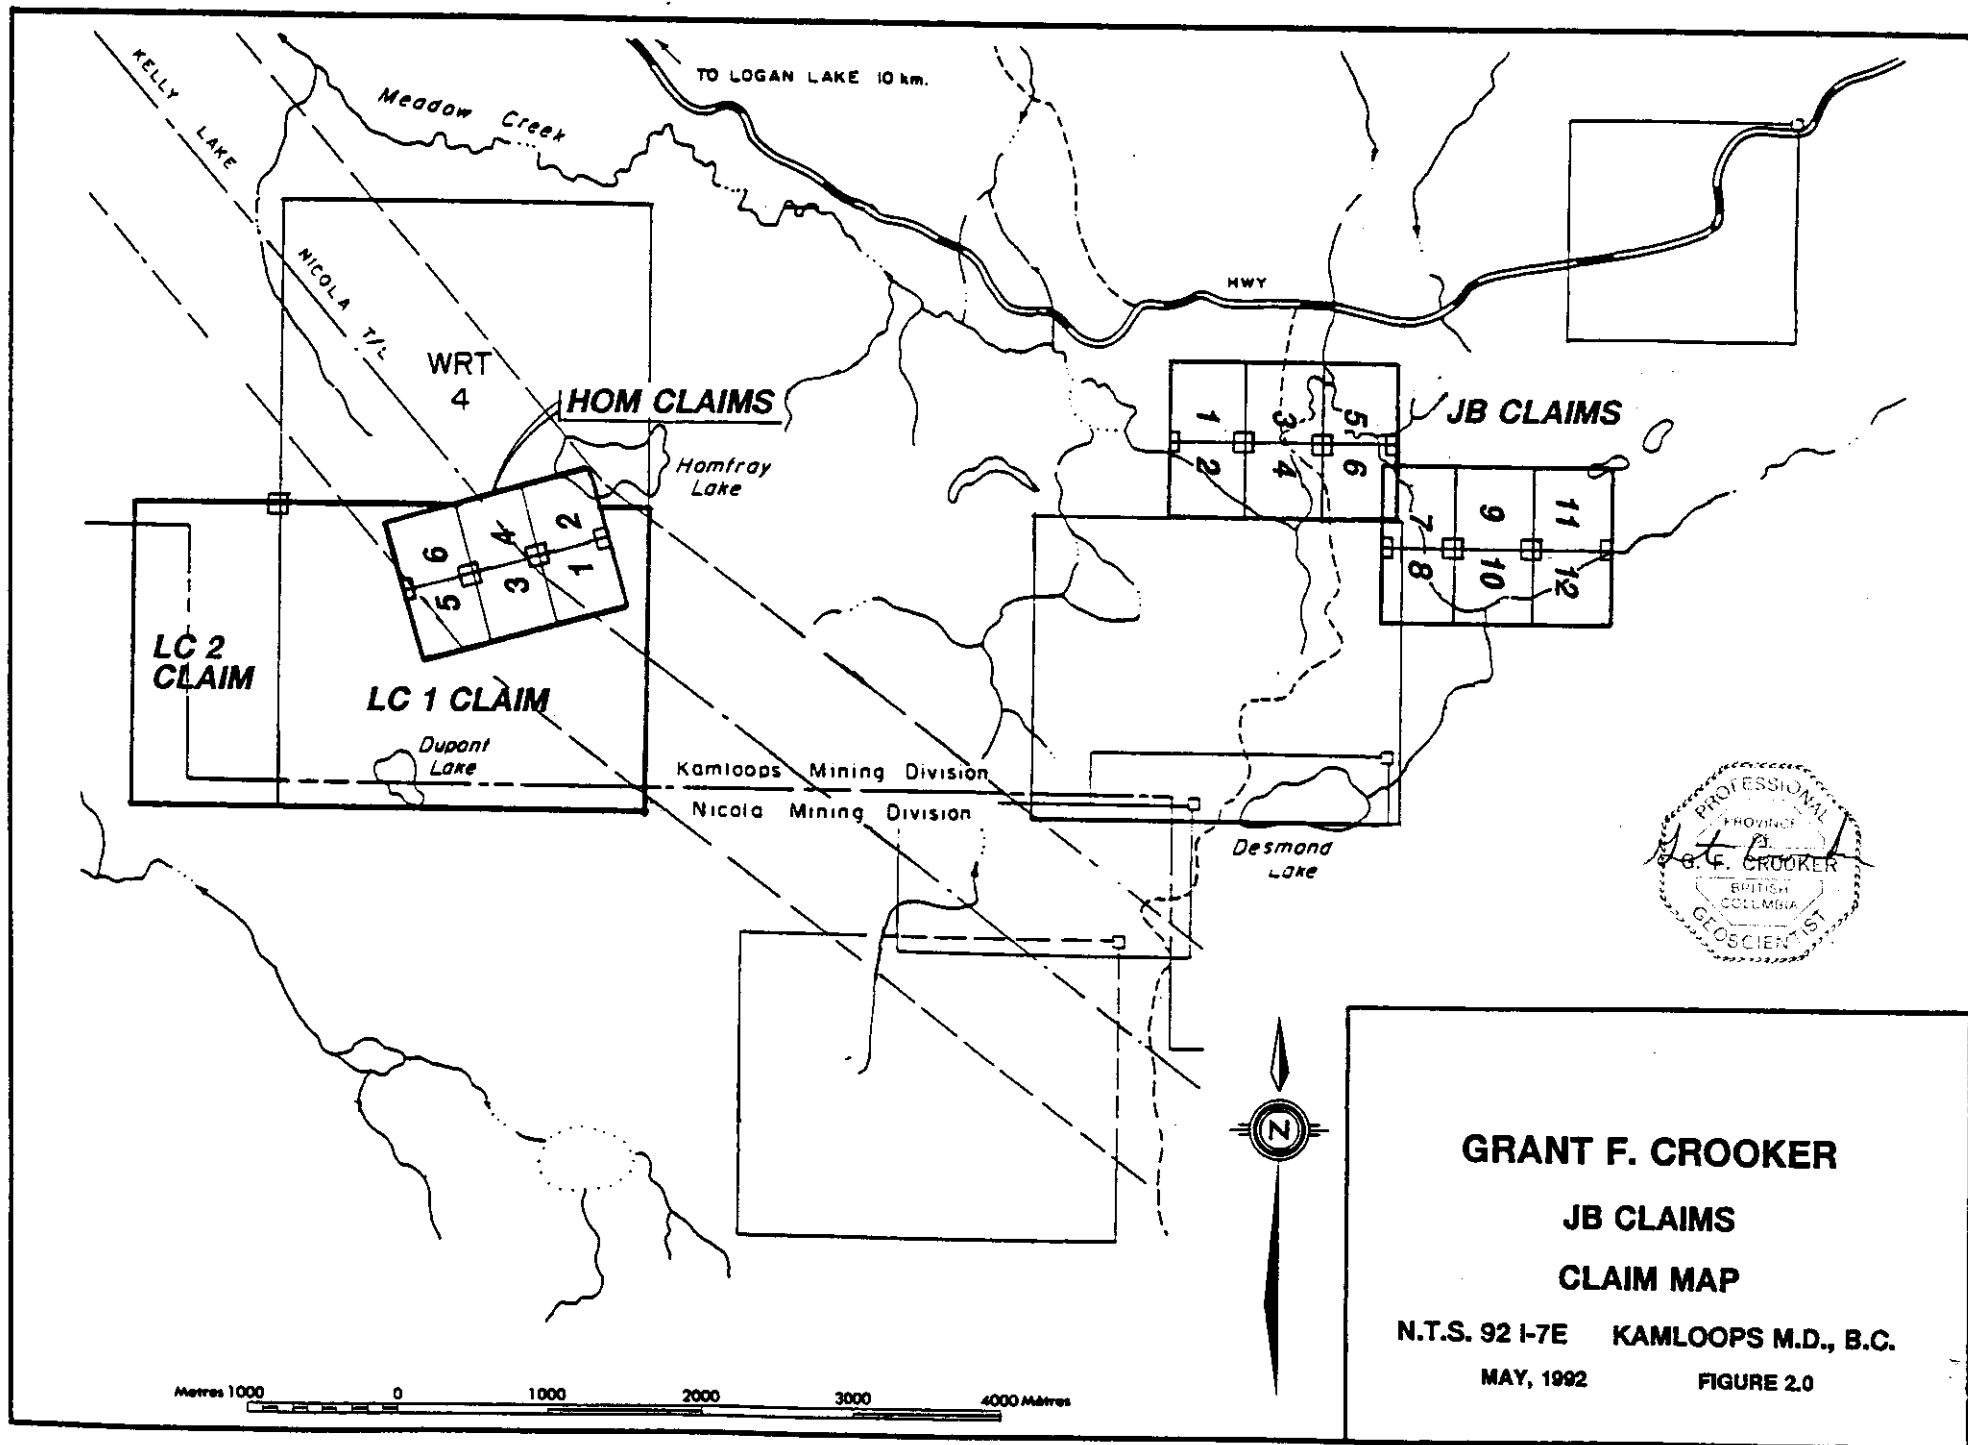 TO LOGAN LAKE 10 km.
Meadow Creek
KELLY LAKE NICOLA T/L
HWY
WRT
4
HOM CLAIMS
Homfray
Lake
JB CLAIMS
1
3
5
2
4
6
7
9
11
8
10
12
6
4
2
5
3
1
LC 2
CLAIM
LC 1 CLAIM
Dupont
Lake
Kamloops Mining Division
Nicola Mining Division
Desmond
Lake
PROFESSIONAL
PROVINCE
OF
G. F. CROOKER
BRITISH
COLUMBIA
GEOSCIENTIST
N
GRANT F. CROOKER
JB CLAIMS
CLAIM MAP
N.T.S. 92 I-7E KAMLOOPS M.D., B.C.
MAY, 1992 FIGURE 2.0
Metres 1000 0 1000 2000 3000 4000 Metres